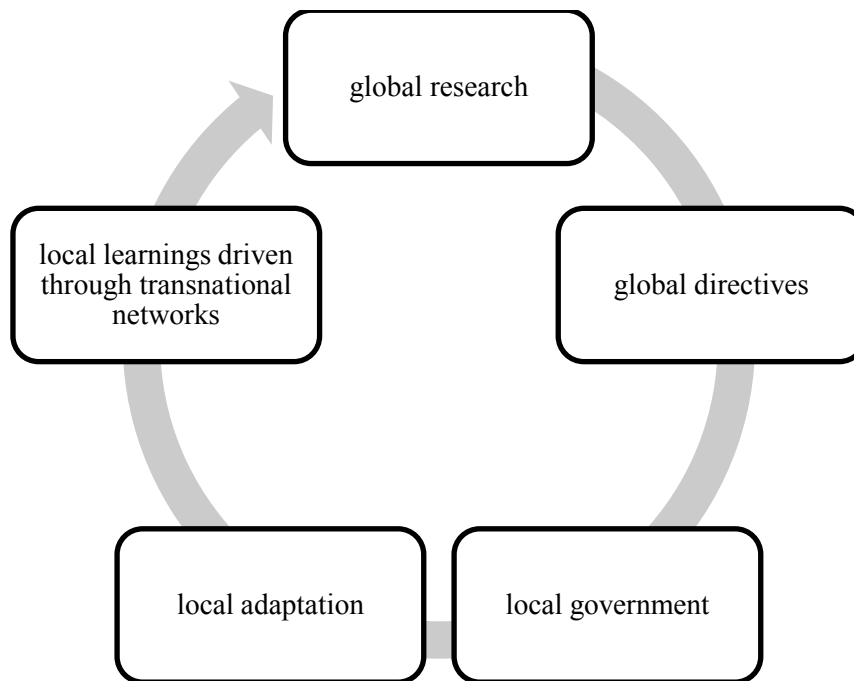 global research
global directives
local government
local adaptation
local learnings driven
through transnational
networks